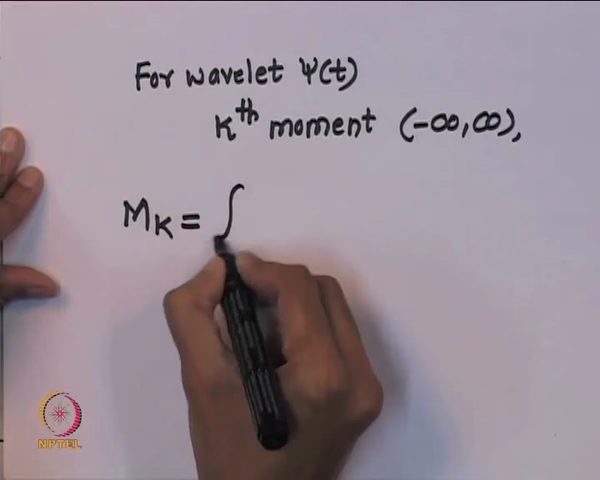 For wavelet Ψ(t)
Kth moment (-∞,∞),
MK = ∫
NPTEL